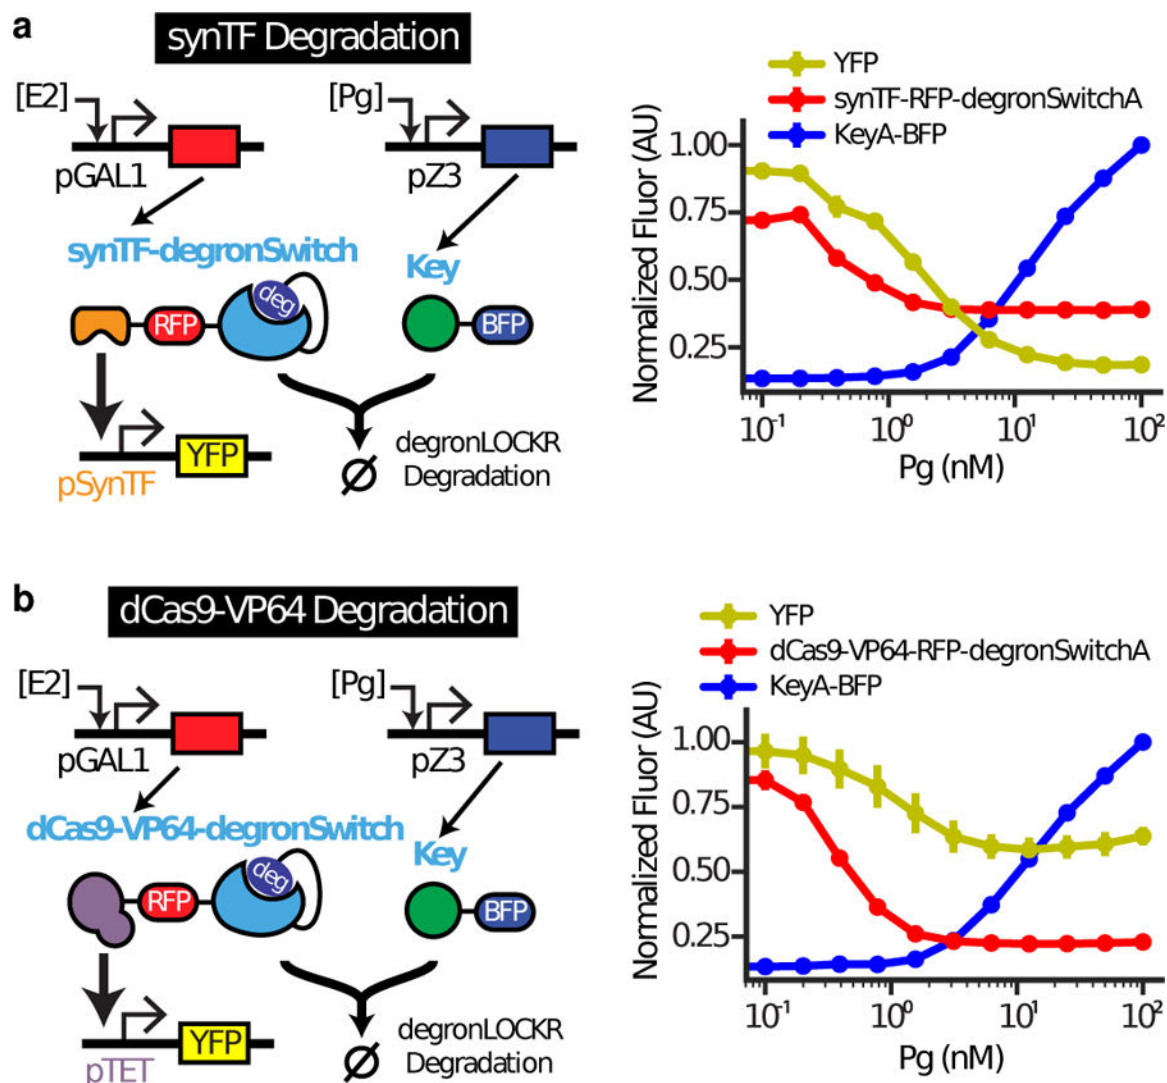 a
synTF Degradation
[E2]
[Pg]
pGAL1
pZ3
synTF-degronSwitch
Key
deg
RFP
BFP
YFP
pSynTF
degronLOCKR
Degradation
YFP
synTF-RFP-degronSwitchA
KeyA-BFP
Normalized Fluor (AU)
1.00
0.75
0.50
0.25
10⁻¹
10⁰
10¹
10²
Pg (nM)
b
dCas9-VP64 Degradation
[E2]
[Pg]
pGAL1
pZ3
dCas9-VP64-degronSwitch
Key
deg
RFP
BFP
YFP
pTET
degronLOCKR
Degradation
YFP
dCas9-VP64-RFP-degronSwitchA
KeyA-BFP
Normalized Fluor (AU)
1.00
0.75
0.50
0.25
10⁻¹
10⁰
10¹
10²
Pg (nM)